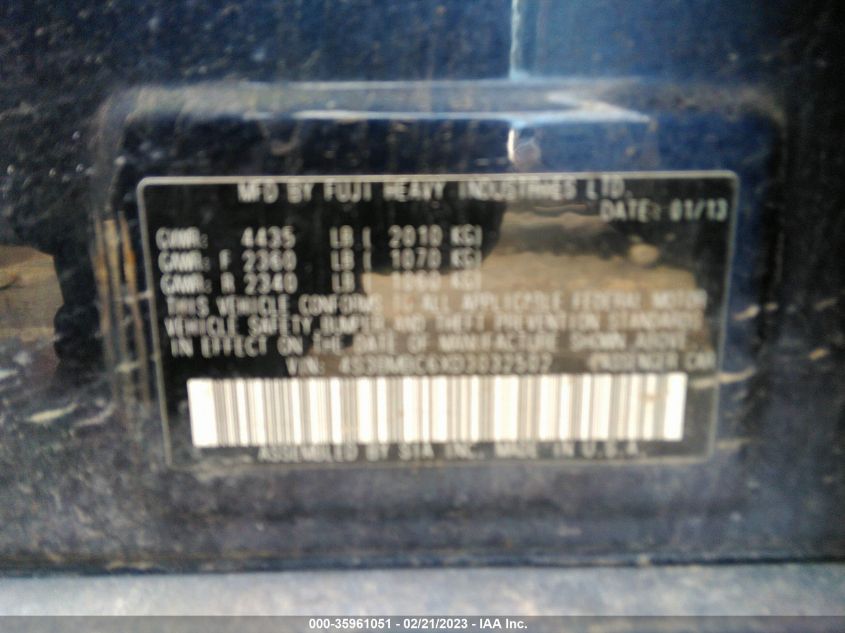 MFD BY FUJI HEAVY INDUSTRIES LTD.
DATE: 01/13
GVWR: 4435 LB ( 2010 KG)
GAWR: F 2360 LB ( 1070 KG)
GAWR: R 2340 LB ( 1060 KG)
THIS VEHICLE CONFORMS TO ALL APPLICABLE FEDERAL MOTOR
VEHICLE SAFETY BUMPER AND THEFT PREVENTION STANDARDS
IN EFFECT ON THE DATE OF MANUFACTURE SHOWN ABOVE
VIN: CAR
ASSEMBLED BY SIA INC. MADE IN U.S.A.
000-35961051 - 02/21/2023 - IAA Inc.